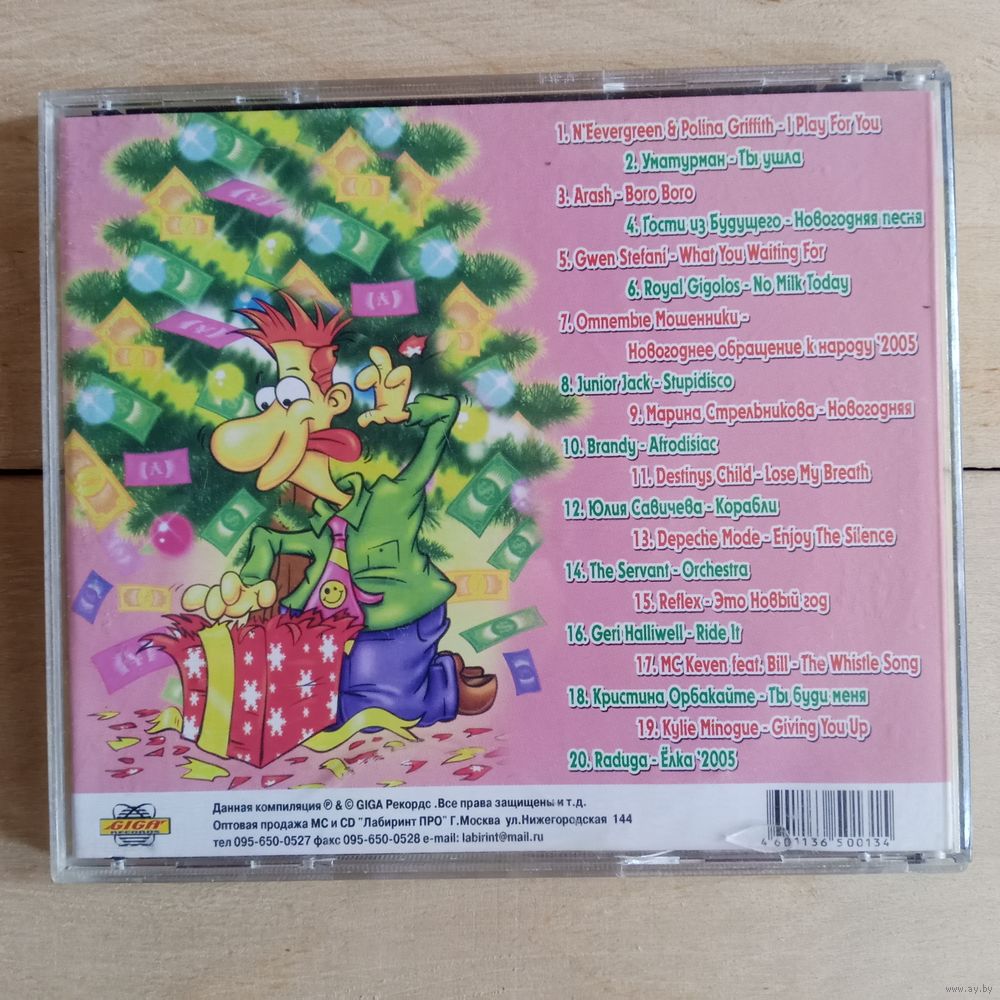 1. N'Eevergreen & Polina Griffith - I Play For You
2. Уматурман - Ты ушла
3. Arash - Boro Boro
4. Гости из Будущего - Новогодняя песня
5. Gwen Stefani - What You Waiting For
6. Royal Gigolos - No Milk Today
7. Отпетые Мошенники -
Новогоднее обращение к народу '2005
8. Junior Jack - Stupidisco
9. Марина Стрельникова - Новогодняя
10. Brandy - Afrodisiac
11. Destinys Child - Lose My Breath
12. Юлия Савичева - Корабли
13. Depeche Mode - Enjoy The Silence
14. The Servant - Orchestra
15. Reflex - Это Новый год
16. Geri Halliwell - Ride It
17. MC Keven feat. Bill - The Whistle Song
18. Кристина Орбакайте - Ты буди меня
19. Kylie Minogue - Giving You Up
20. Raduga - Ёлка '2005
GIGA
RECORDS
Данная компиляция ℗ & © GIGA Рекордс .Все права защищены и т.д.
Оптовая продажа МС и CD "Лабиринт ПРО" Г.Москва ул.Нижегородская 144
тел 095-650-0527 факс 095-650-0528 e-mail: labirint@mail.ru
4 601136 500134
www.ay.by